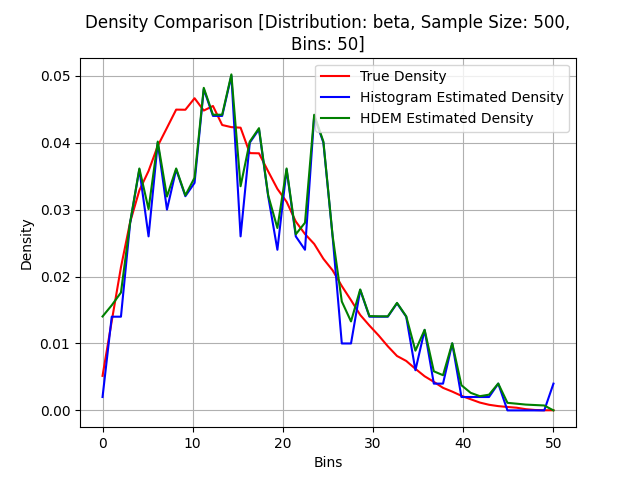 Density Comparison [Distribution: beta, Sample Size: 500,
Bins: 50]
True Density
Histogram Estimated Density
HDEM Estimated Density
Density
0.05
0.04
0.03
0.02
0.01
0.00
0 10 20 30 40 50
Bins